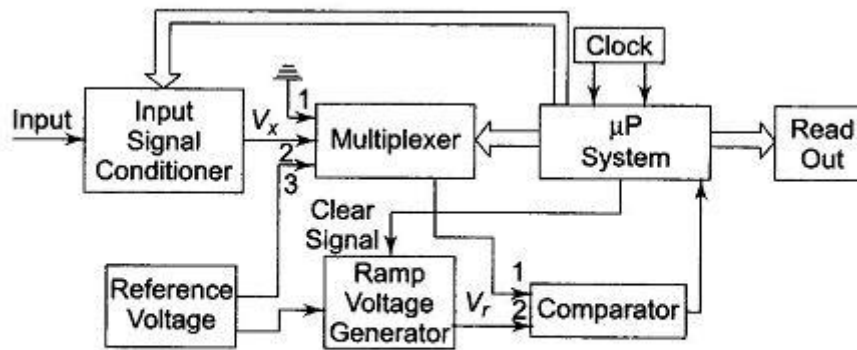 Clock
Input
Input
Signal
Conditioner
Vx
1
2
3
Multiplexer
μP
System
Read
Out
Clear
Signal
Reference
Voltage
Ramp
Voltage
Generator
Vr
1
2
Comparator